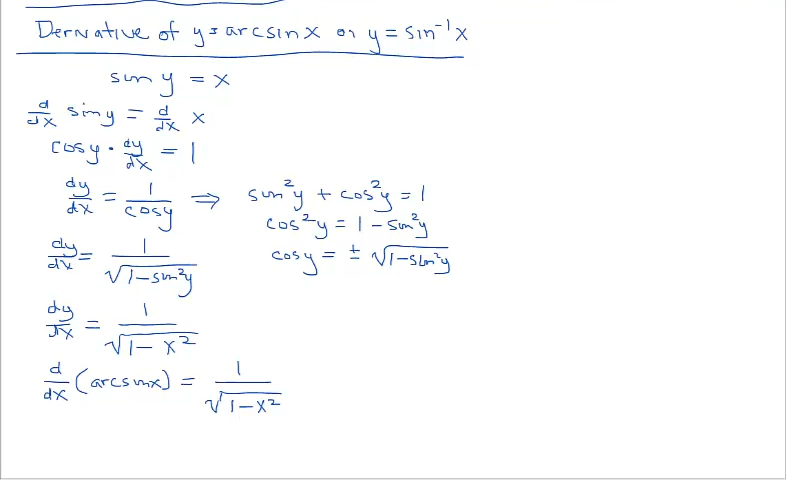 Derivative of y = arcsin x or y = sin⁻¹ x
sin y = x
d/dx sin y = d/dx x
cos y · dy/dx = 1
dy/dx = 1/cos y ⇒ sin²y + cos²y = 1
cos²y = 1 − sin²y
dy/dx = 1/√(1 − sin²y) cos y = ± √(1 − sin²y)
dy/dx = 1/√(1 − x²)
d/dx (arcsin x) = 1/√(1 − x²)